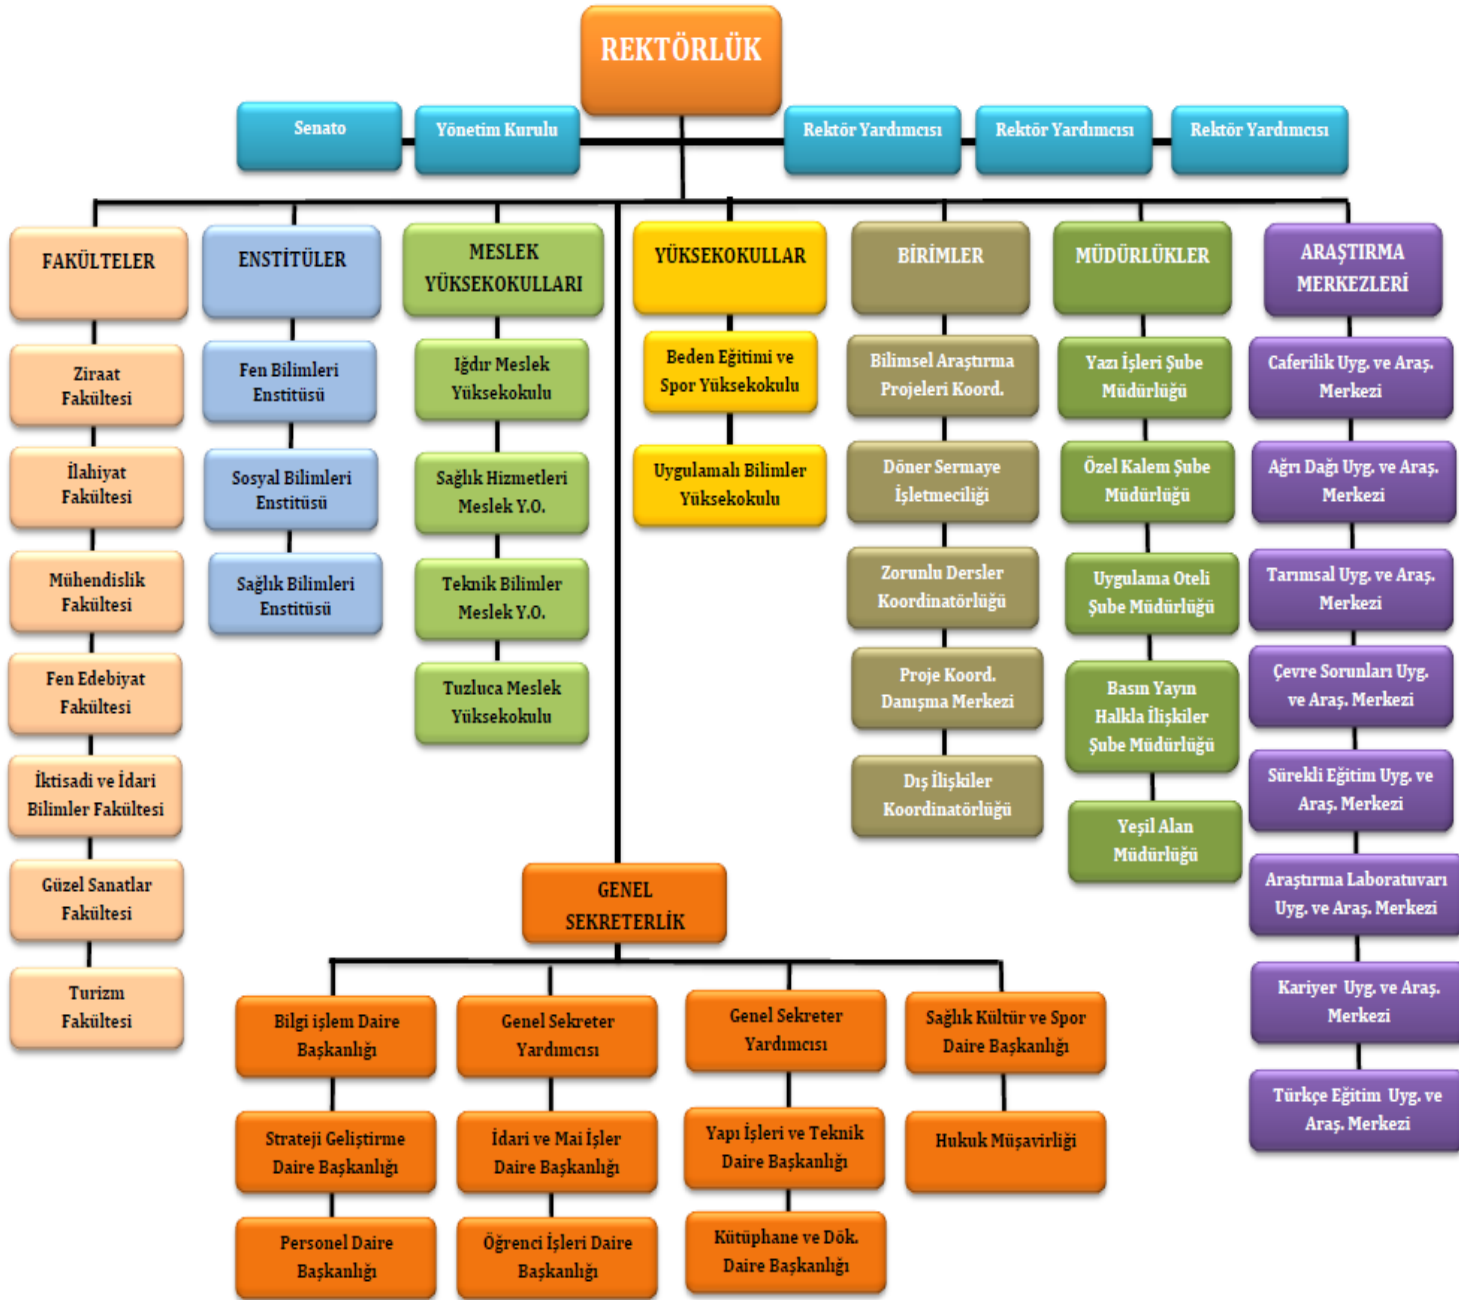 REKTÖRLÜK
Senato
Yönetim Kurulu
Rektör Yardımcısı
Rektör Yardımcısı
Rektör Yardımcısı
FAKÜLTELER
Ziraat
Fakültesi
İlahiyat
Fakültesi
Mühendislik
Fakültesi
Fen Edebiyat
Fakültesi
İktisadi ve İdari
Bilimler Fakültesi
Güzel Sanatlar
Fakültesi
Turizm
Fakültesi
ENSTİTÜLER
Fen Bilimleri
Enstitüsü
Sosyal Bilimleri
Enstitüsü
Sağlık Bilimleri
Enstitüsü
MESLEK
YÜKSEKOKULLARI
Iğdır Meslek
Yüksekokulu
Sağlık Hizmetleri
Meslek Y.O.
Teknik Bilimler
Meslek Y.O.
Tuzluca Meslek
Yüksekokulu
YÜKSEKOKULLAR
Beden Eğitimi ve
Spor Yüksekokulu
Uygulamalı Bilimler
Yüksekokulu
BİRİMLER
Bilimsel Araştırma
Projeleri Koord.
Döner Sermaye
İşletmeciliği
Zorunlu Dersler
Koordinatörlüğü
Proje Koord.
Danışma Merkezi
Dış İlişkiler
Koordinatörlüğü
MÜDÜRLÜKLER
Yazı İşleri Şube
Müdürlüğü
Özel Kalem Şube
Müdürlüğü
Uygulama Oteli
Şube Müdürlüğü
Basın Yayın
Halkla İlişkiler
Şube Müdürlüğü
Yeşil Alan
Müdürlüğü
ARAŞTIRMA
MERKEZLERİ
Caferilik Uyg. ve Araş.
Merkezi
Ağrı Dağı Uyg. ve Araş.
Merkezi
Tarımsal Uyg. ve Araş.
Merkezi
Çevre Sorunları Uyg.
ve Araş. Merkezi
Sürekli Eğitim Uyg. ve
Araş. Merkezi
Araştırma Laboratuvarı
Uyg. ve Araş. Merkezi
Kariyer Uyg. ve Araş.
Merkezi
Türkçe Eğitim Uyg. ve
Araş. Merkezi
GENEL
SEKRETERLİK
Bilgi işlem Daire
Başkanlığı
Strateji Geliştirme
Daire Başkanlığı
Personel Daire
Başkanlığı
Genel Sekreter
Yardımcısı
İdari ve Mai İşler
Daire Başkanlığı
Öğrenci İşleri Daire
Başkanlığı
Genel Sekreter
Yardımcısı
Yapı İşleri ve Teknik
Daire Başkanlığı
Kütüphane ve Dök.
Daire Başkanlığı
Sağlık Kültür ve Spor
Daire Başkanlığı
Hukuk Müşavirliği